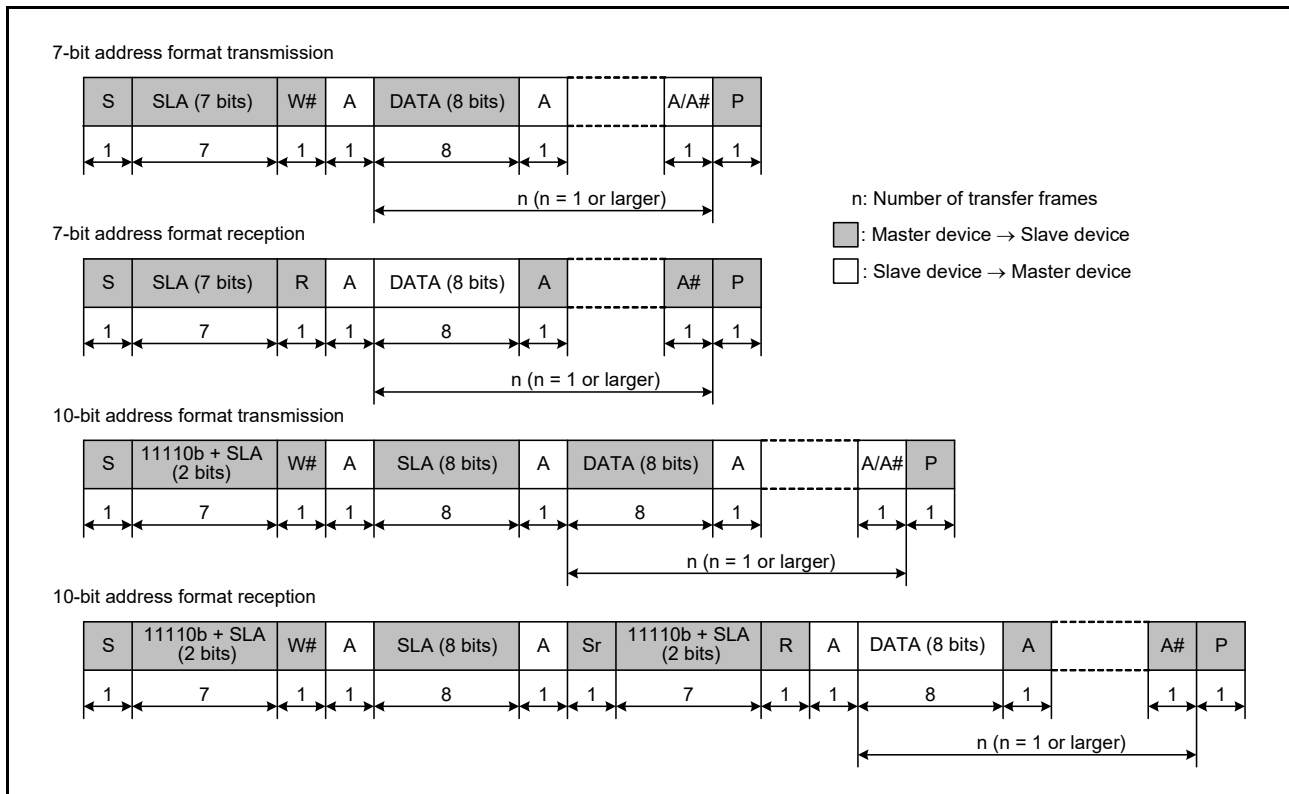 7-bit address format transmission
S SLA (7 bits) W# A DATA (8 bits) A A/A# P
1 7 1 1 8 1 1 1
n (n = 1 or larger)
n: Number of transfer frames
: Master device → Slave device
: Slave device → Master device
7-bit address format reception
S SLA (7 bits) R A DATA (8 bits) A A# P
1 7 1 1 8 1 1 1
n (n = 1 or larger)
10-bit address format transmission
S 11110b + SLA (2 bits) W# A SLA (8 bits) A DATA (8 bits) A A/A# P
1 7 1 1 8 1 8 1 1 1
n (n = 1 or larger)
10-bit address format reception
S 11110b + SLA (2 bits) W# A SLA (8 bits) A Sr 11110b + SLA (2 bits) R A DATA (8 bits) A A# P
1 7 1 1 8 1 1 7 1 1 8 1 1 1
n (n = 1 or larger)